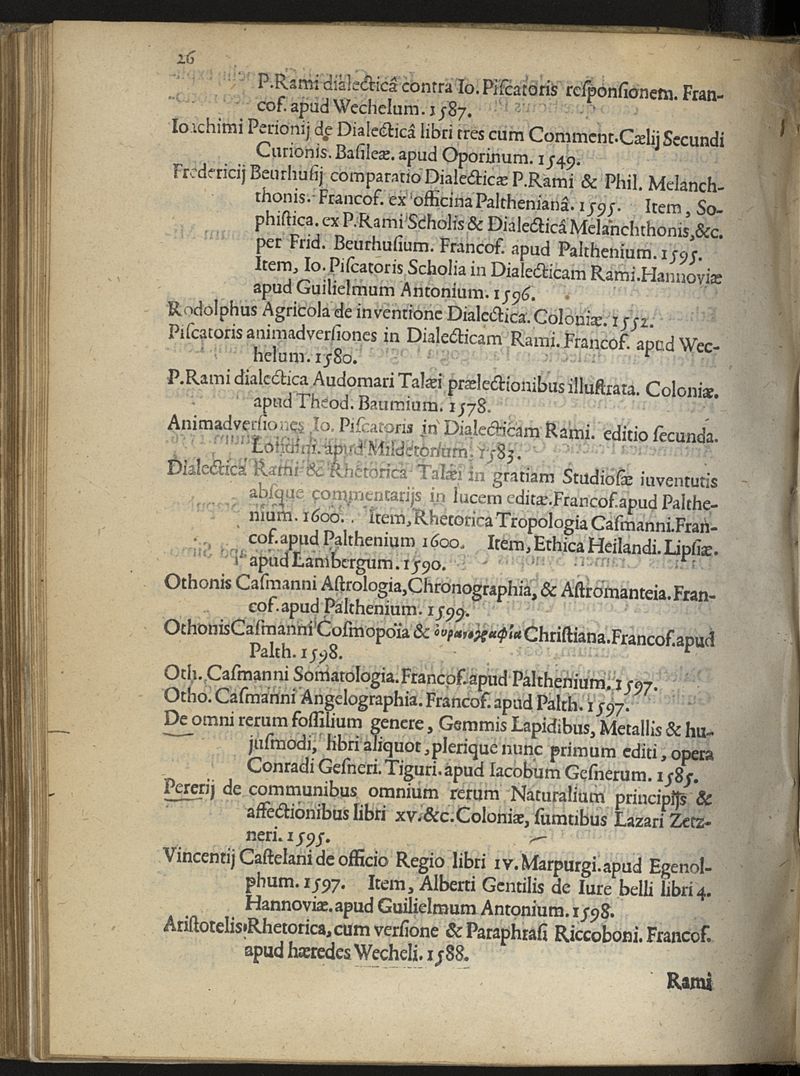 26
P.Rami dialecticâ contra Io. Piſcatoris reſponſionem. Fran-
cof. apud Wechelum. 1587.
Ioachimi Perionij de Dialecticâ libri tres cum Comment. Cælij Secundi
Curionis. Baſileæ. apud Oporinum. 1549.
Fredericij Beurhuſij comparatio Dialecticæ P.Rami & Phil. Melanch-
thonis. Francof. ex officina Palthenianâ. 1595. Item, So-
phiſtica. ex P.Rami Scholis & Dialecticâ Melanchthonis, &c.
per Frid. Beurhuſium. Francof. apud Palthenium. 1595.
Item, Io. Piſcatoris Scholia in Dialecticam Rami. Hannoviæ
apud Guilielmum Antonium. 1596.
Rodolphus Agricola de inventione Dialectica. Coloniæ. 1552.
Piſcatoris animadverſiones in Dialecticam Rami. Francof. apud Wec-
helum. 1580.
P.Rami dialectica Audomari Talæi prælectionibus illuſtrata. Coloniæ.
apud Theod. Baumium. 1578.
Animadverſiones Io. Piſcatoris in Dialecticam Rami. editio ſecunda.
Londini. apud Mildetorium. 1583.
Dialectica Rami & Rhetorica Talæi in gratiam Studioſæ iuventutis
abſque commentarijs in lucem editæ. Francof. apud Palthe-
nium. 1600. Item, Rhetorica Tropologia Caſmanni. Fran-
cof. apud Palthenium 1600. Item, Ethica Heilandi. Lipſiæ.
apud Lambergum. 1590.
Othonis Caſmanni Aſtrologia, Chronographia, & Aſtromanteia. Fran-
cof. apud Palthenium. 1599.
Othonis Caſmanni Coſmopoïa & ὀυρανογραφία Chriſtiana. Francof. apud
Palth. 1598.
Oth. Caſmanni Somatologia. Francof. apud Palthenium. 1597.
Otho. Caſmanni Angelographia. Francof. apud Palth. 1597.
De omni rerum foſſilium genere, Gemmis Lapidibus, Metallis & hu-
juſmodi, libri aliquot, plerique nunc primum editi, opera
Conradi Geſneri. Tiguri. apud Iacobum Geſnerum. 1585.
Pererij de communibus omnium rerum Naturalium principijs &
affectionibus libri xv. &c. Coloniæ, ſumtibus Lazari Zetz-
neri. 1595.
Vincentij Caſtelani de officio Regio libri IV. Marpurgi. apud Egenol-
phum. 1597. Item, Alberti Gentilis de Iure belli libri 4.
Hannoviæ. apud Guilielmum Antonium. 1598.
Ariſtotelis Rhetorica, cum verſione & Paraphraſi Riccoboni. Francof.
apud hæredes Wecheli. 1588.
Rami